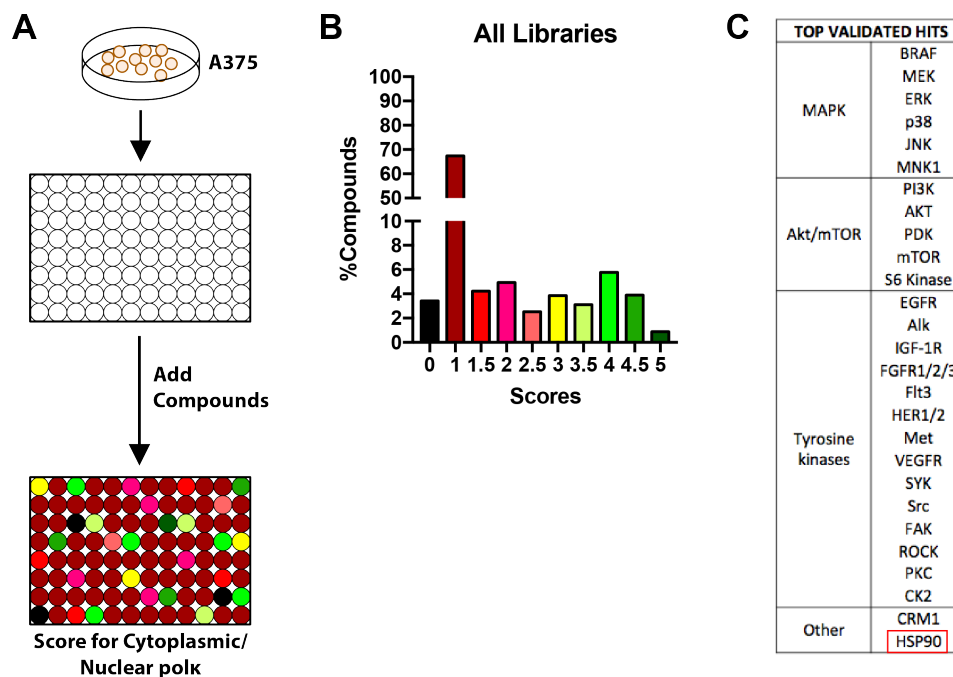 A
A375
Add
Compounds
Score for Cytoplasmic/
Nuclear polκ
B
All Libraries
%Compounds
100
90
80
70
60
50
10
8
6
4
2
0
0 1 1.5 2 2.5 3 3.5 4 4.5 5
Scores
C
TOP VALIDATED HITS
MAPK
BRAF
MEK
ERK
p38
JNK
MNK1
Akt/mTOR
PI3K
AKT
PDK
mTOR
S6 Kinase
Tyrosine
kinases
EGFR
Alk
IGF-1R
FGFR1/2/3
Flt3
HER1/2
Met
VEGFR
SYK
Src
FAK
ROCK
PKC
CK2
Other
CRM1
HSP90